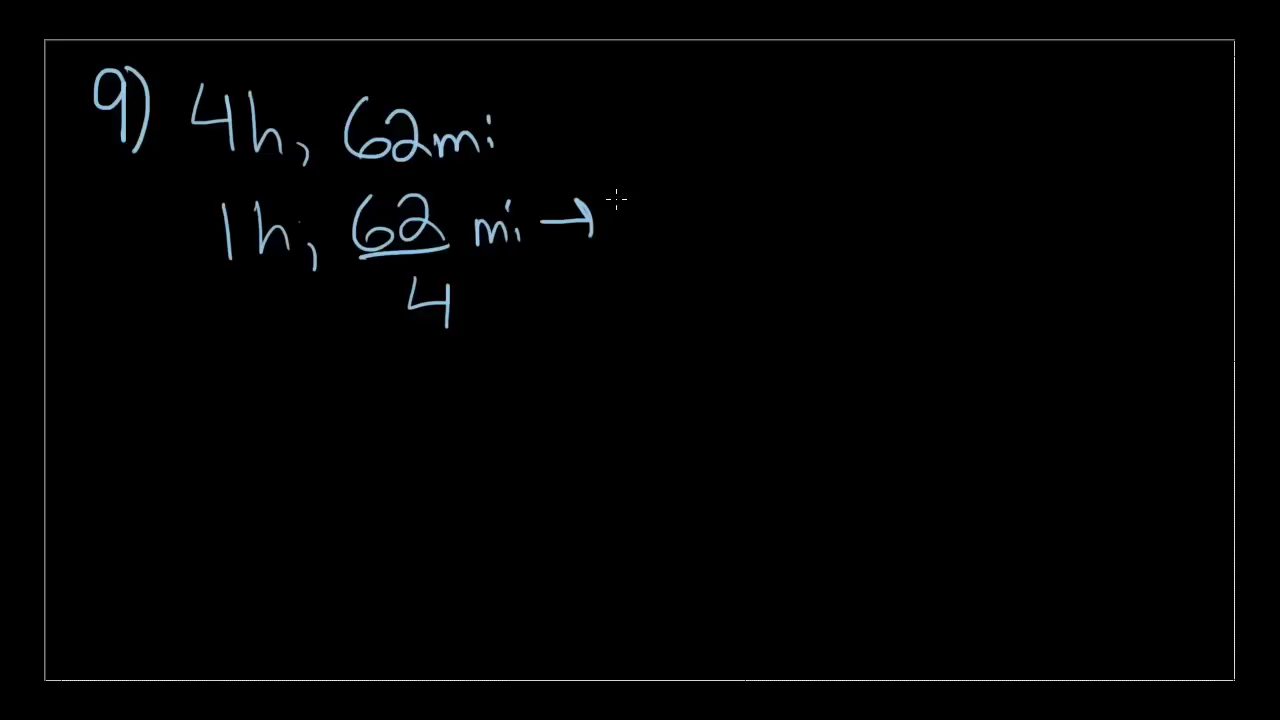 9) 4h, 62mi
1h, 62/4 mi →